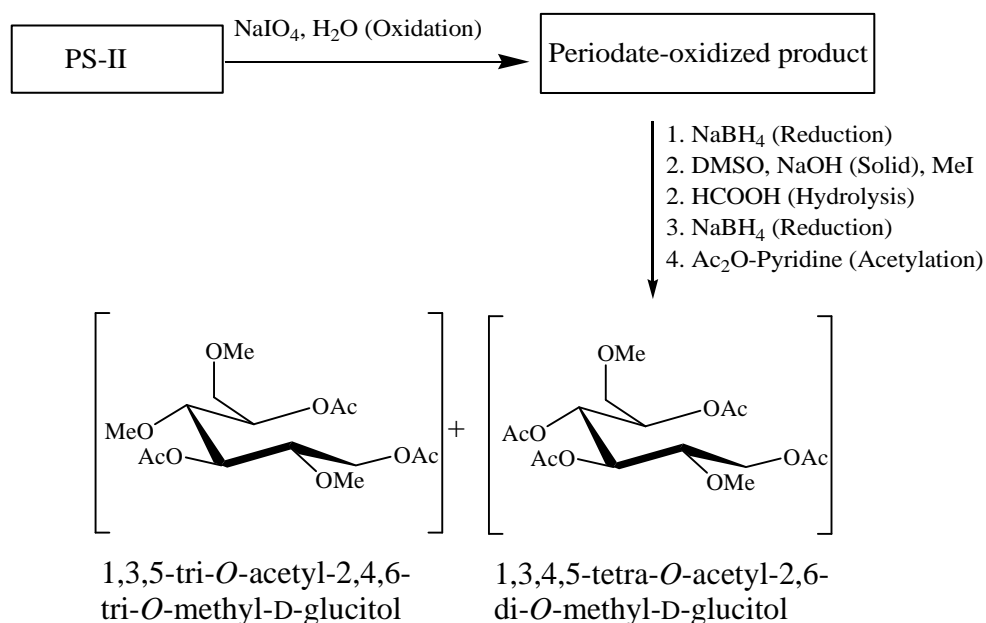 NaIO4, H2O (Oxidation)
PS-II
Periodate-oxidized product
1. NaBH4 (Reduction)
2. DMSO, NaOH (Solid), MeI
2. HCOOH (Hydrolysis)
3. NaBH4 (Reduction)
4. Ac2O-Pyridine (Acetylation)
OMe
OAc
MeO
AcO
OAc
OMe
+
OMe
OAc
AcO
AcO
OAc
OMe
1,3,5-tri-O-acetyl-2,4,6-
tri-O-methyl-D-glucitol
1,3,4,5-tetra-O-acetyl-2,6-
di-O-methyl-D-glucitol